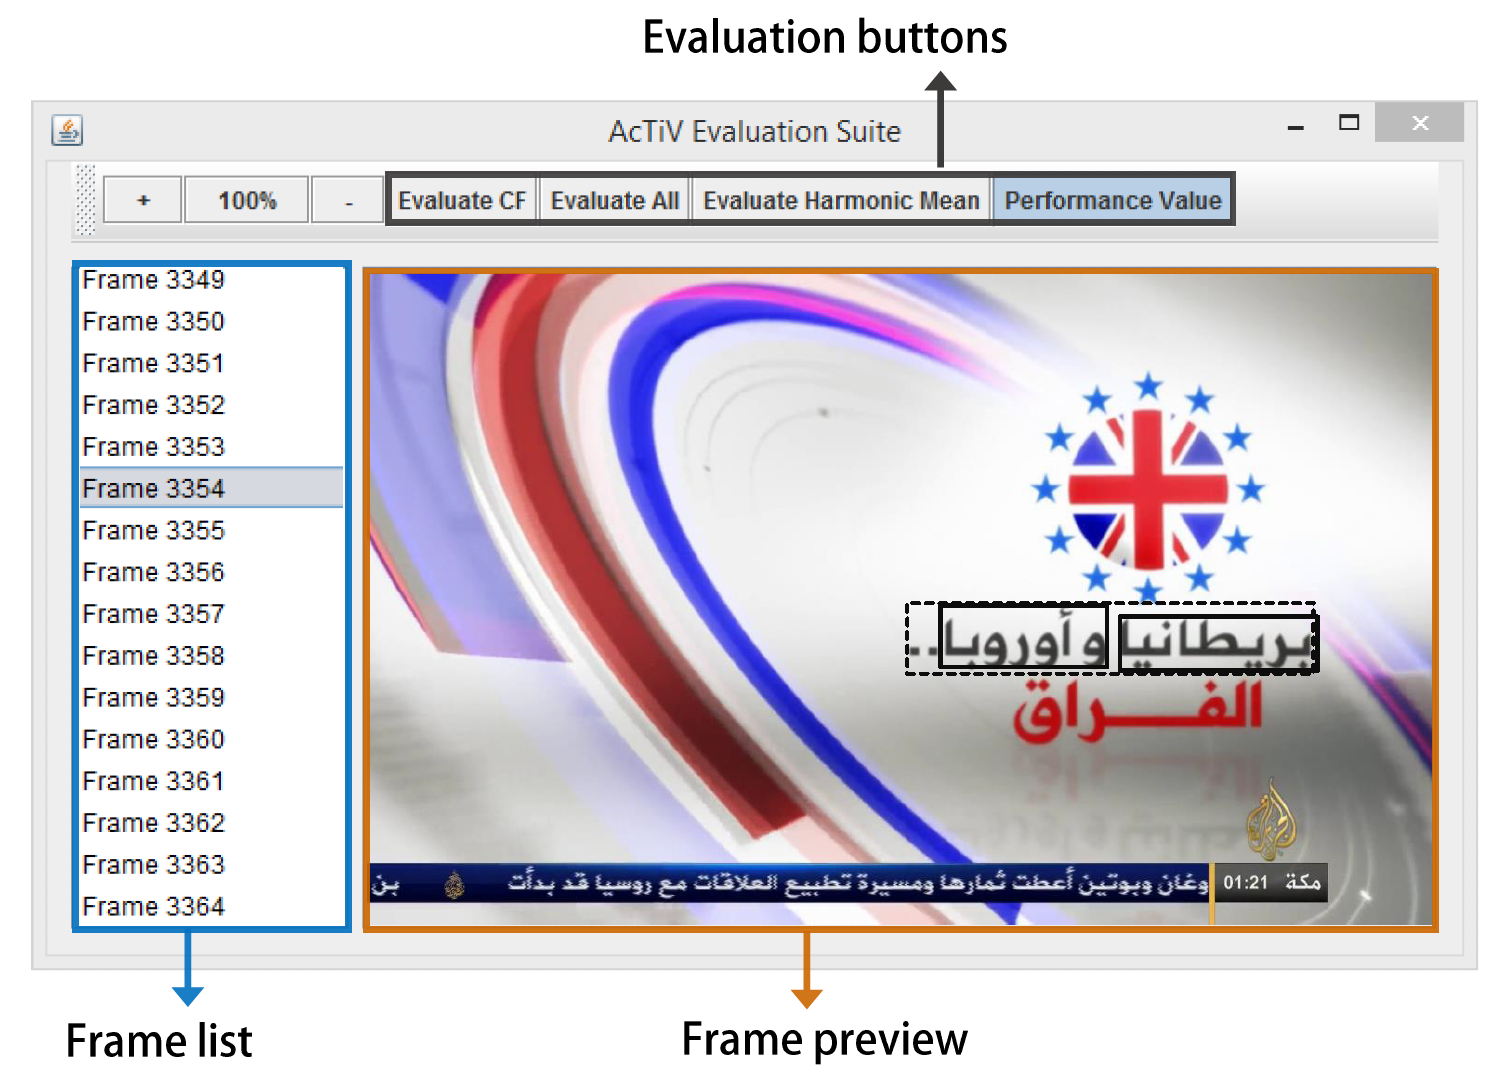 Evaluation buttons
AcTiV Evaluation Suite
+ 100% - Evaluate CF Evaluate All Evaluate Harmonic Mean Performance Value
Frame 3349
Frame 3350
Frame 3351
Frame 3352
Frame 3353
Frame 3354
Frame 3355
Frame 3356
Frame 3357
Frame 3358
Frame 3359
Frame 3360
Frame 3361
Frame 3362
Frame 3363
Frame 3364
بريطانيا و أوروبا..
الفراق
مكة 01:21
وغان وبوتين أعطت ثمارها ومسيرة تطبيع العلاقات مع روسيا قد بدأت بن
Frame list
Frame preview